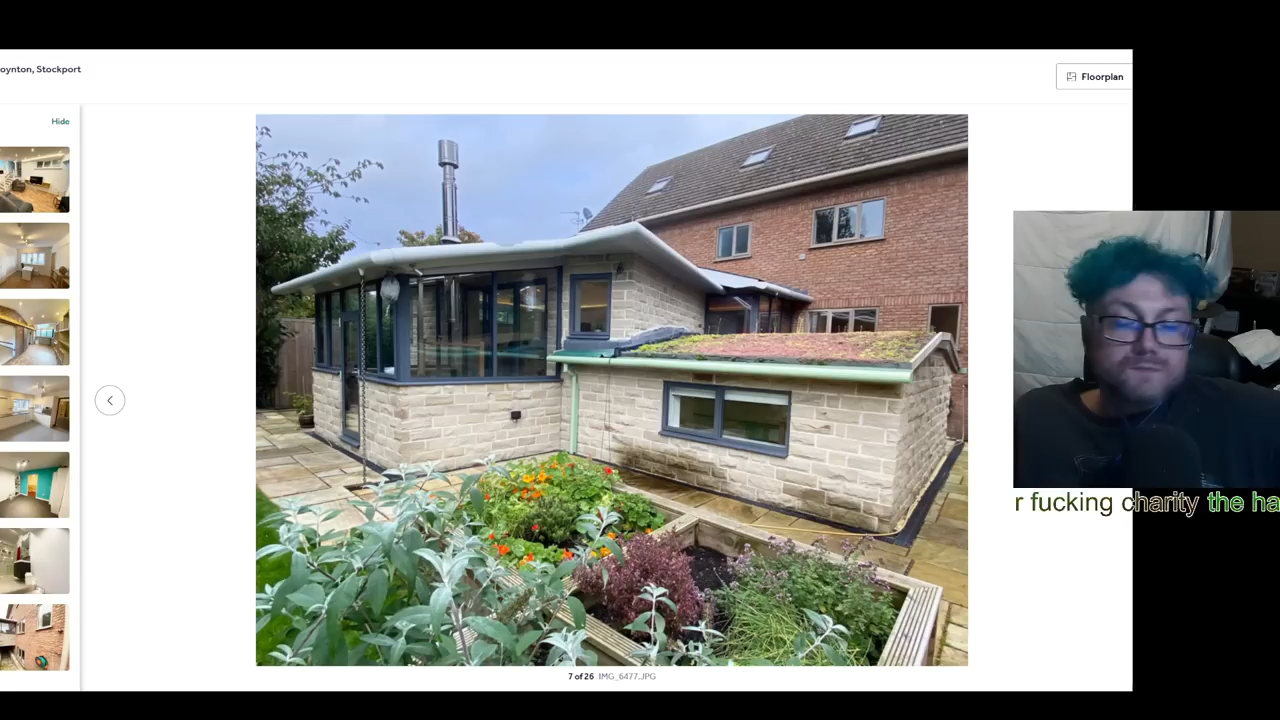 oynton, Stockport
Floorplan
Hide
7 of 26 IMG_6477.JPG
r fucking charity the ha